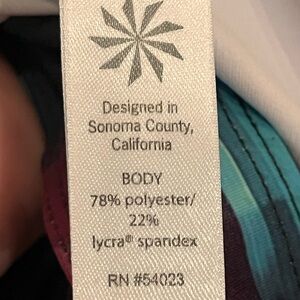 Designed in
Sonoma County,
California
BODY
78% polyester/
22%
lycra® spandex
RN #54023